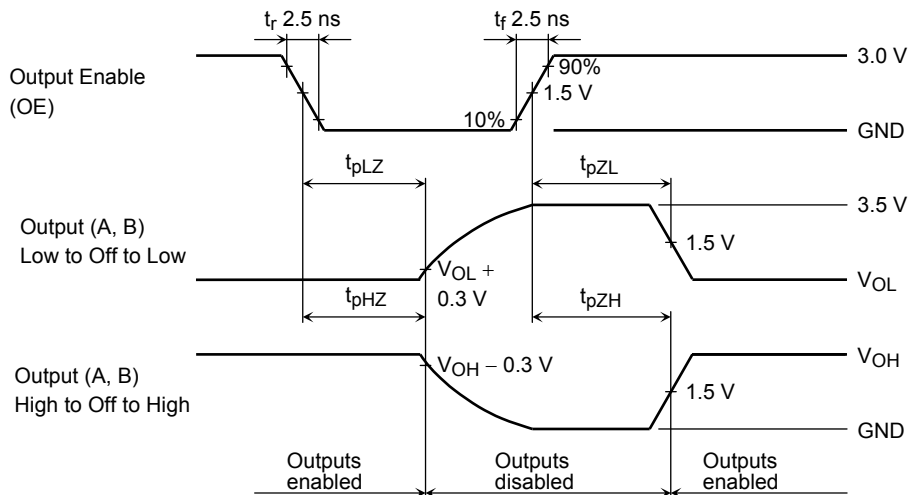 tr 2.5 ns
tf 2.5 ns
Output Enable
(OE)
90%
1.5 V
10%
3.0 V
GND
tpLZ
tpZL
Output (A, B)
Low to Off to Low
3.5 V
1.5 V
VOL +
0.3 V
VOL
tpHZ
tpZH
Output (A, B)
High to Off to High
VOH – 0.3 V
VOH
1.5 V
GND
Outputs
enabled
Outputs
disabled
Outputs
enabled